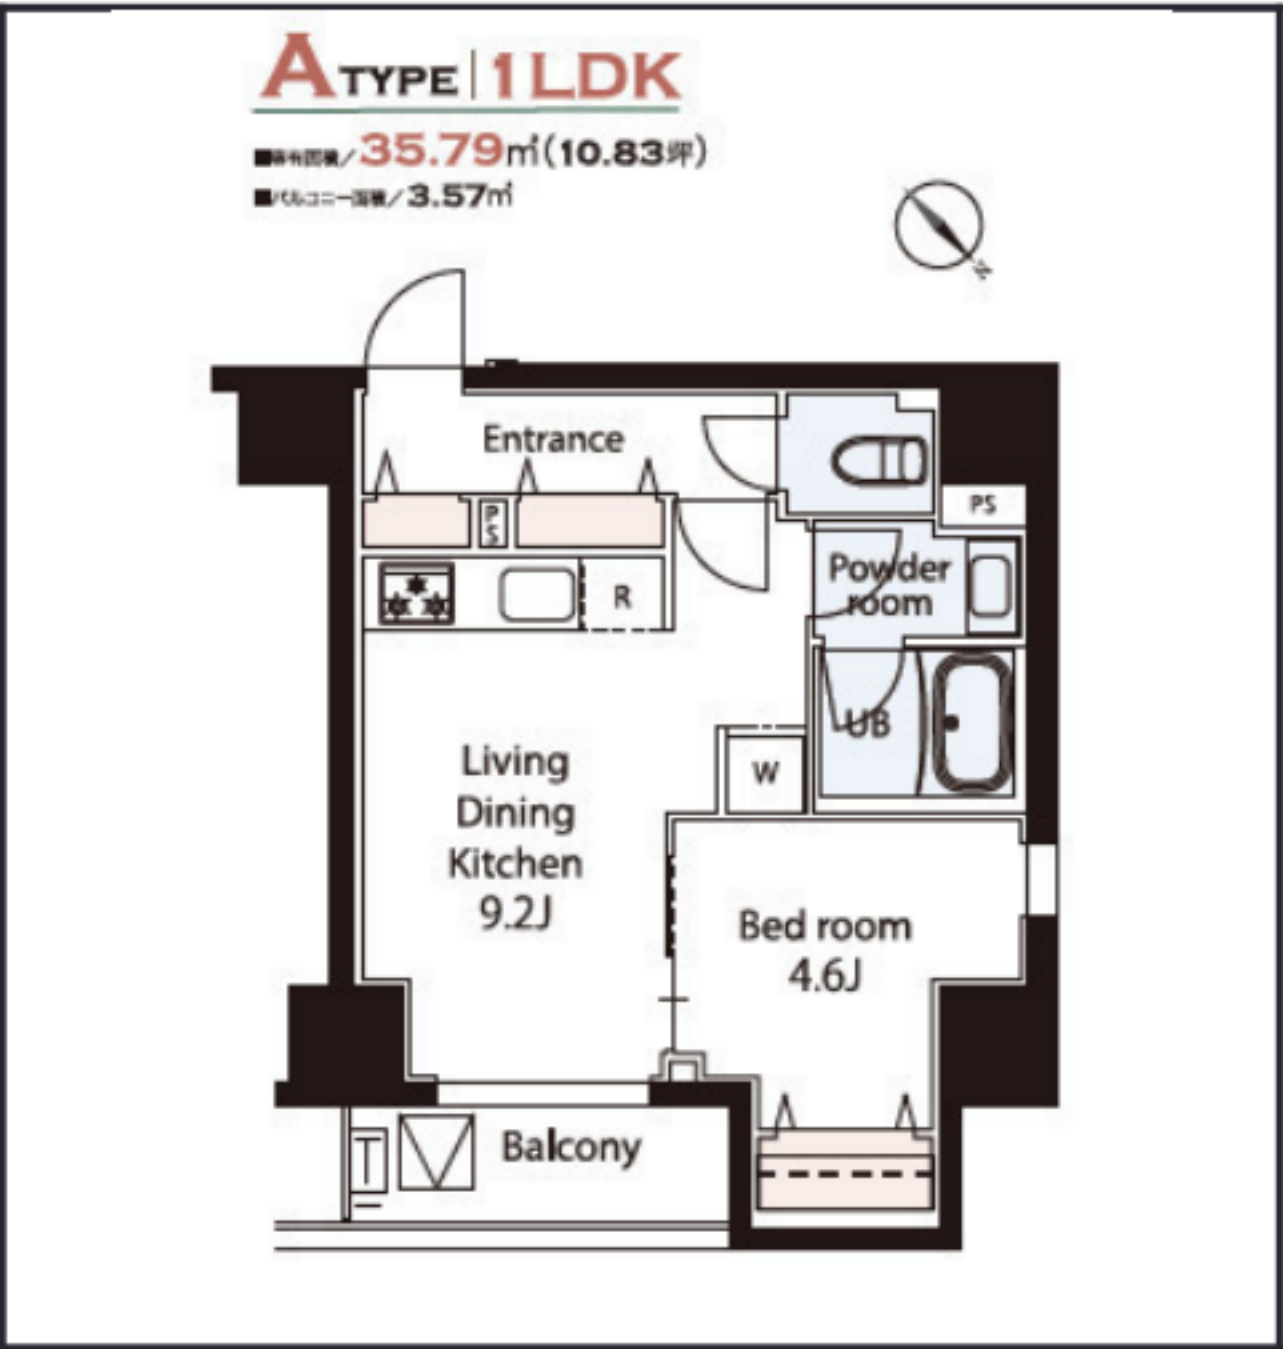 A TYPE | 1LDK
■専有面積／35.79㎡(10.83坪)
■バルコニー面積／3.57㎡
N
Entrance
PS
PS
R
Powder
room
UB
W
Living
Dining
Kitchen
9.2J
Bed room
4.6J
Balcony